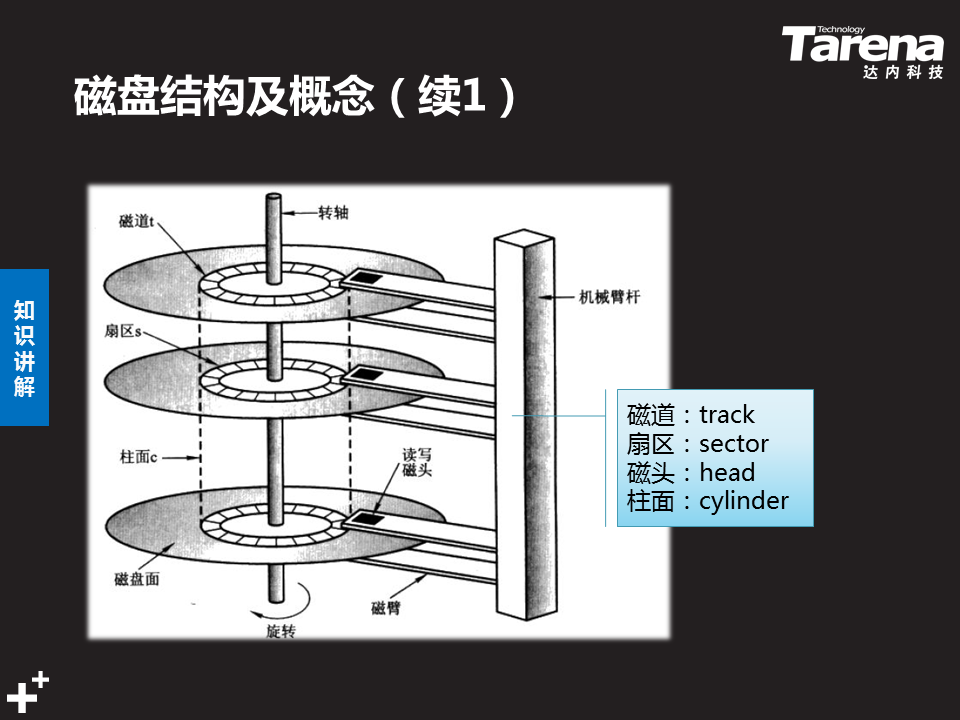 Technology
Tarena
达内科技
磁盘结构及概念（续1）
知识讲解
磁道t
转轴
机械臂杆
扇区s
柱面c
读写
磁头
磁盘面
磁臂
旋转
磁道：track
扇区：sector
磁头：head
柱面：cylinder